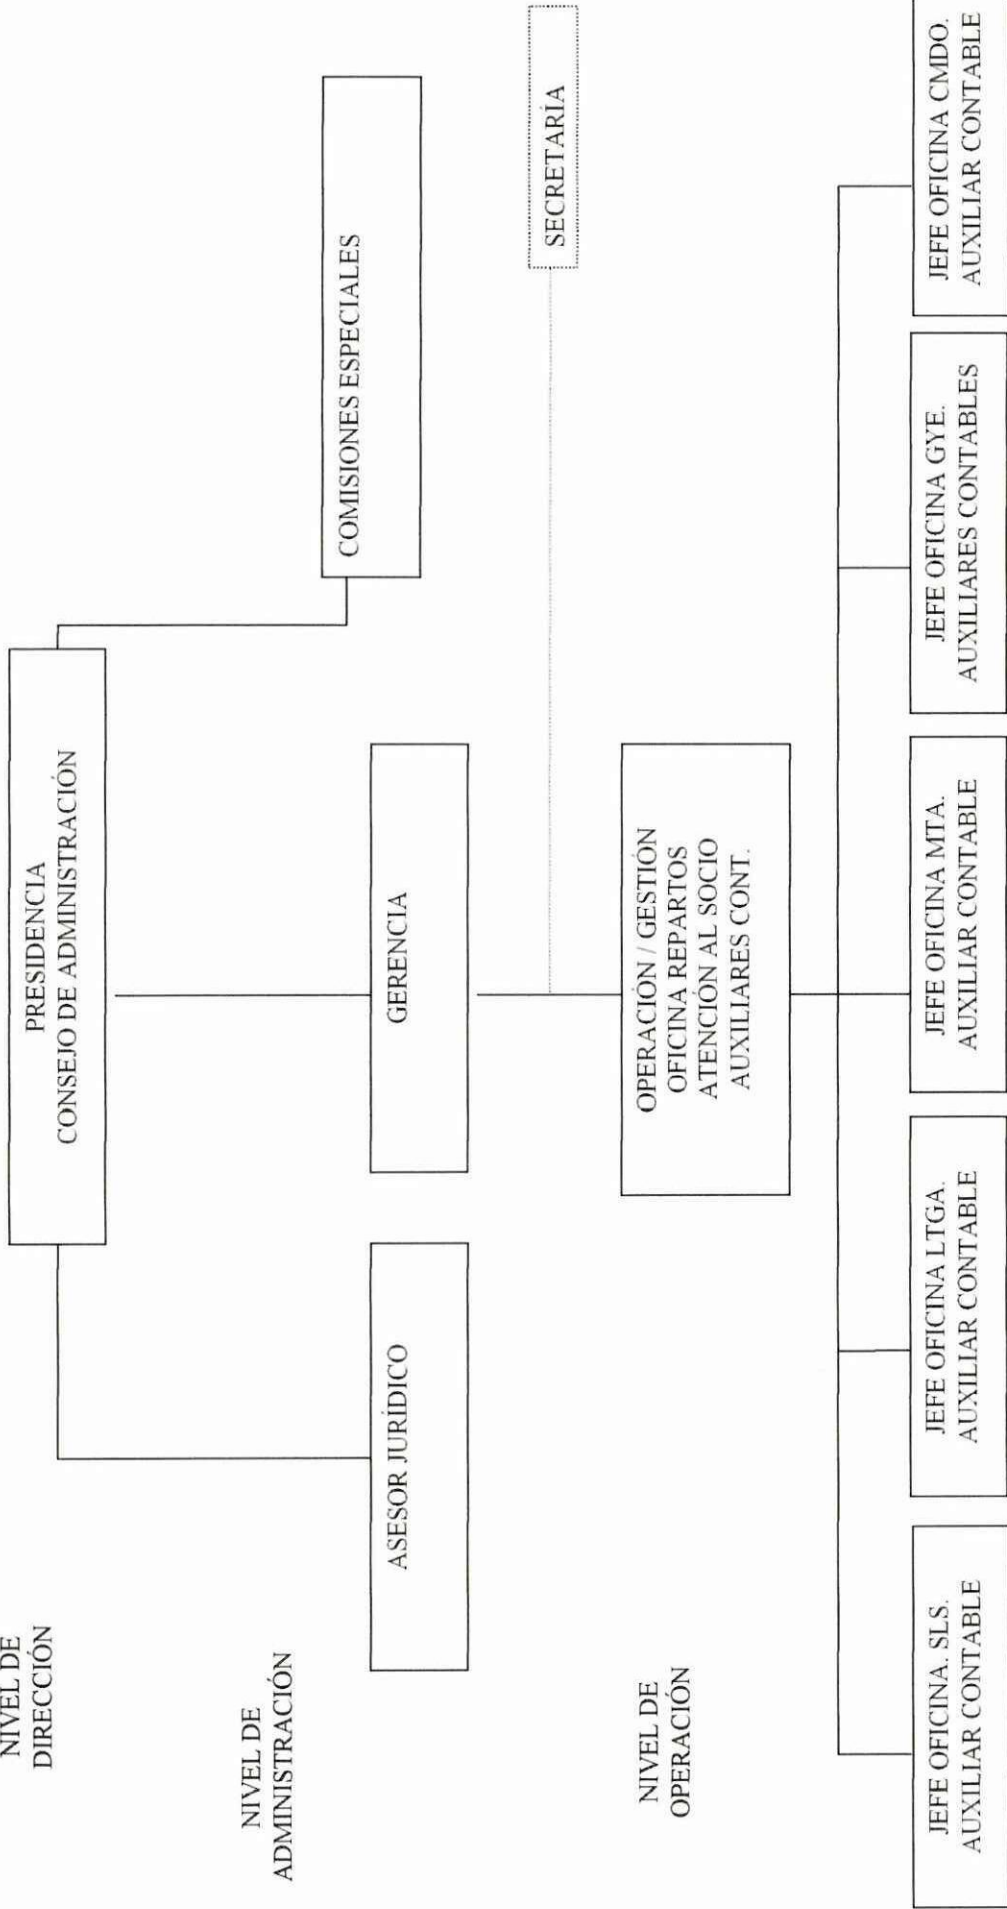 NIVEL DE
DIRECCIÓN
PRESIDENCIA
CONSEJO DE ADMINISTRACIÓN
NIVEL DE
ADMINISTRACIÓN
COMISIONES ESPECIALES
ASESOR JURÍDICO
GERENCIA
SECRETARÍA
NIVEL DE
OPERACIÓN
OPERACIÓN / GESTIÓN
OFICINA REPARTOS
ATENCIÓN AL SOCIO
AUXILIARES CONT.
JEFE OFICINA. SLS.
AUXILIAR CONTABLE
JEFE OFICINA LTGA.
AUXILIAR CONTABLE
JEFE OFICINA MTA.
AUXILIAR CONTABLE
JEFE OFICINA GYE.
AUXILIARES CONTABLES
JEFE OFICINA CMDO.
AUXILIAR CONTABLE